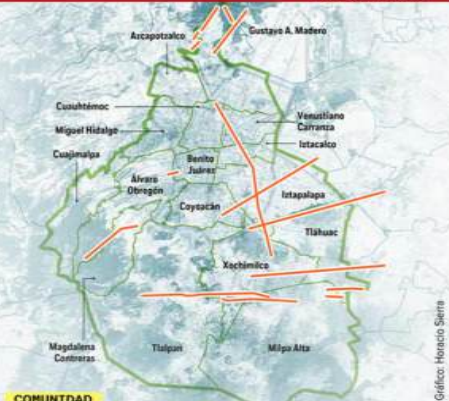 Azcapotzalco
Gustavo A. Madero
Cuauhtémoc
Venustiano
Carranza
Miguel Hidalgo
Iztacalco
Cuajimalpa
Benito
Juárez
Álvaro
Obregón
Iztapalapa
Coyoacán
Tláhuac
Xochimilco
Magdalena
Contreras
Tlalpan
Milpa Alta
Gráfico: Horacio Sierra
COMUNIDAD